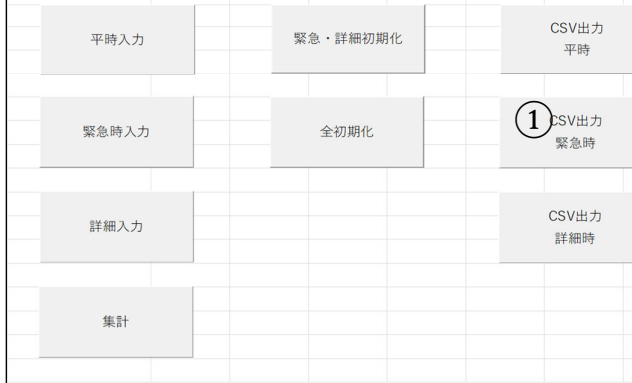 平時入力
緊急・詳細初期化
CSV出力
平時
緊急時入力
全初期化
①
CSV出力
緊急時
詳細入力
CSV出力
詳細時
集計